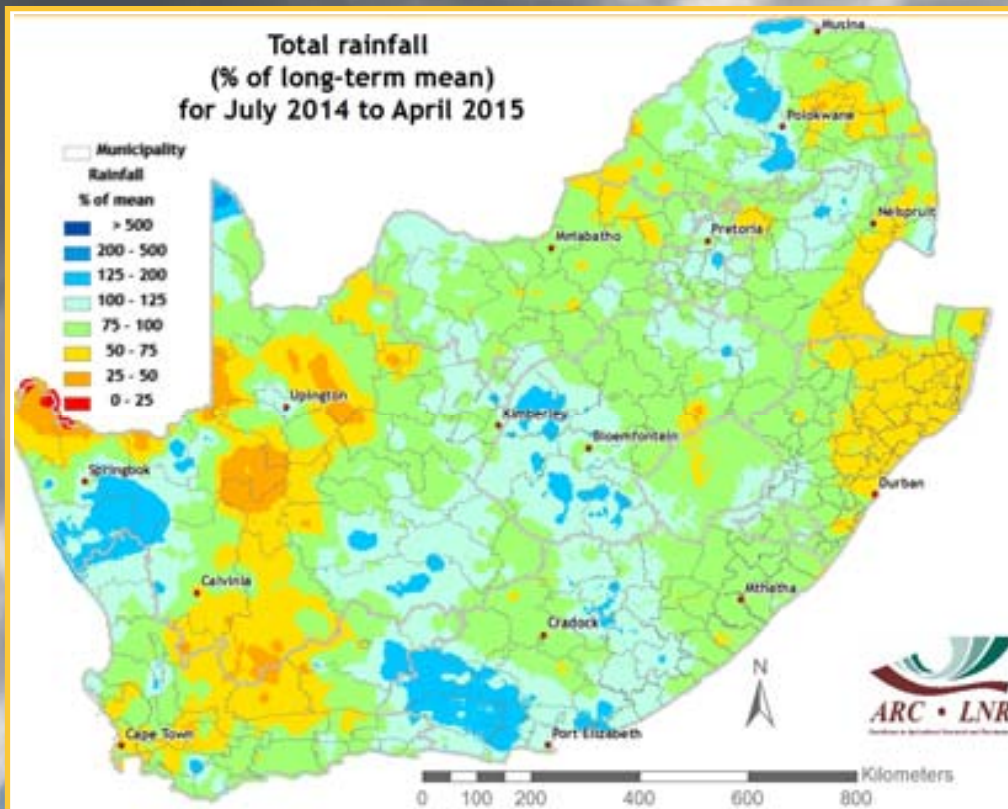 Total rainfall
(% of long-term mean)
for July 2014 to April 2015
Municipality
Rainfall
% of mean
> 500
200 - 500
125 - 200
100 - 125
75 - 100
50 - 75
25 - 50
0 - 25
Musina
Polokwane
Nelspruit
Pretoria
Mmabatho
Upington
Kimberley
Bloemfontein
Springbok
Durban
Calvinia
Mthatha
Cradock
Cape Town
Port Elizabeth
N
ARC • LNR
Kilometers
0 100 200 400 600 800